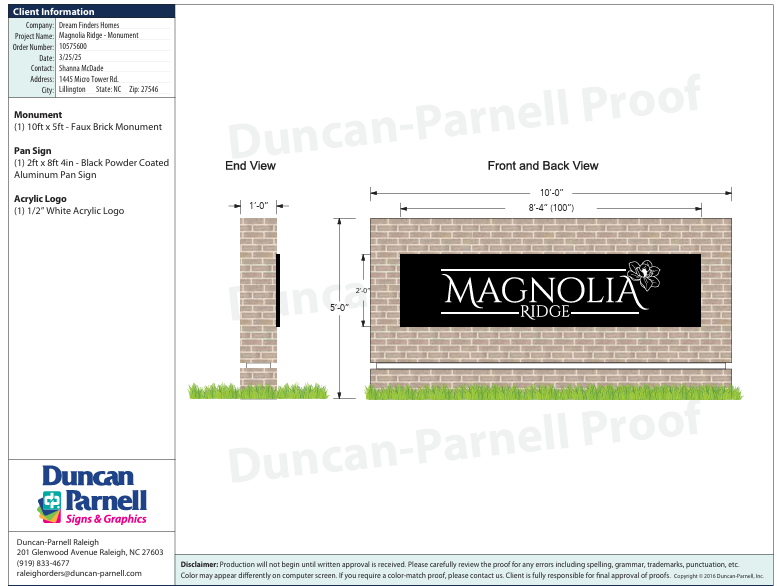 Client Information
Company: Dream Finders Homes
Project Name: Magnolia Ridge - Monument
Order Number: 10575600
Date: 3/25/25
Contact: Shanna McDade
Address: 1445 Micro Tower Rd.
City: Lillington State: NC Zip: 27546
Monument
(1) 10ft x 5ft - Faux Brick Monument
Pan Sign
(1) 2ft x 8ft 4in - Black Powder Coated
Aluminum Pan Sign
Acrylic Logo
(1) 1/2” White Acrylic Logo
Duncan-Parnell Proof
End View
Front and Back View
1’-0”
10’-0”
8’-4” (100”)
5’-0”
2’-0”
MAGNOLIA
RIDGE
Duncan
Duncan-Parnell Proof
Duncan
dp Parnell
Signs & Graphics
Duncan-Parnell Raleigh
201 Glenwood Avenue Raleigh, NC 27603
(919) 833-4677
raleighorders@duncan-parnell.com
Disclaimer: Production will not begin until written approval is received. Please carefully review the proof for any errors including spelling, grammar, trademarks, punctuation, etc.
Color may appear differently on computer screen. If you require a color-match proof, please contact us. Client is fully responsible for final approval of proofs. Copyright © 2016 Duncan-Parnell, Inc.